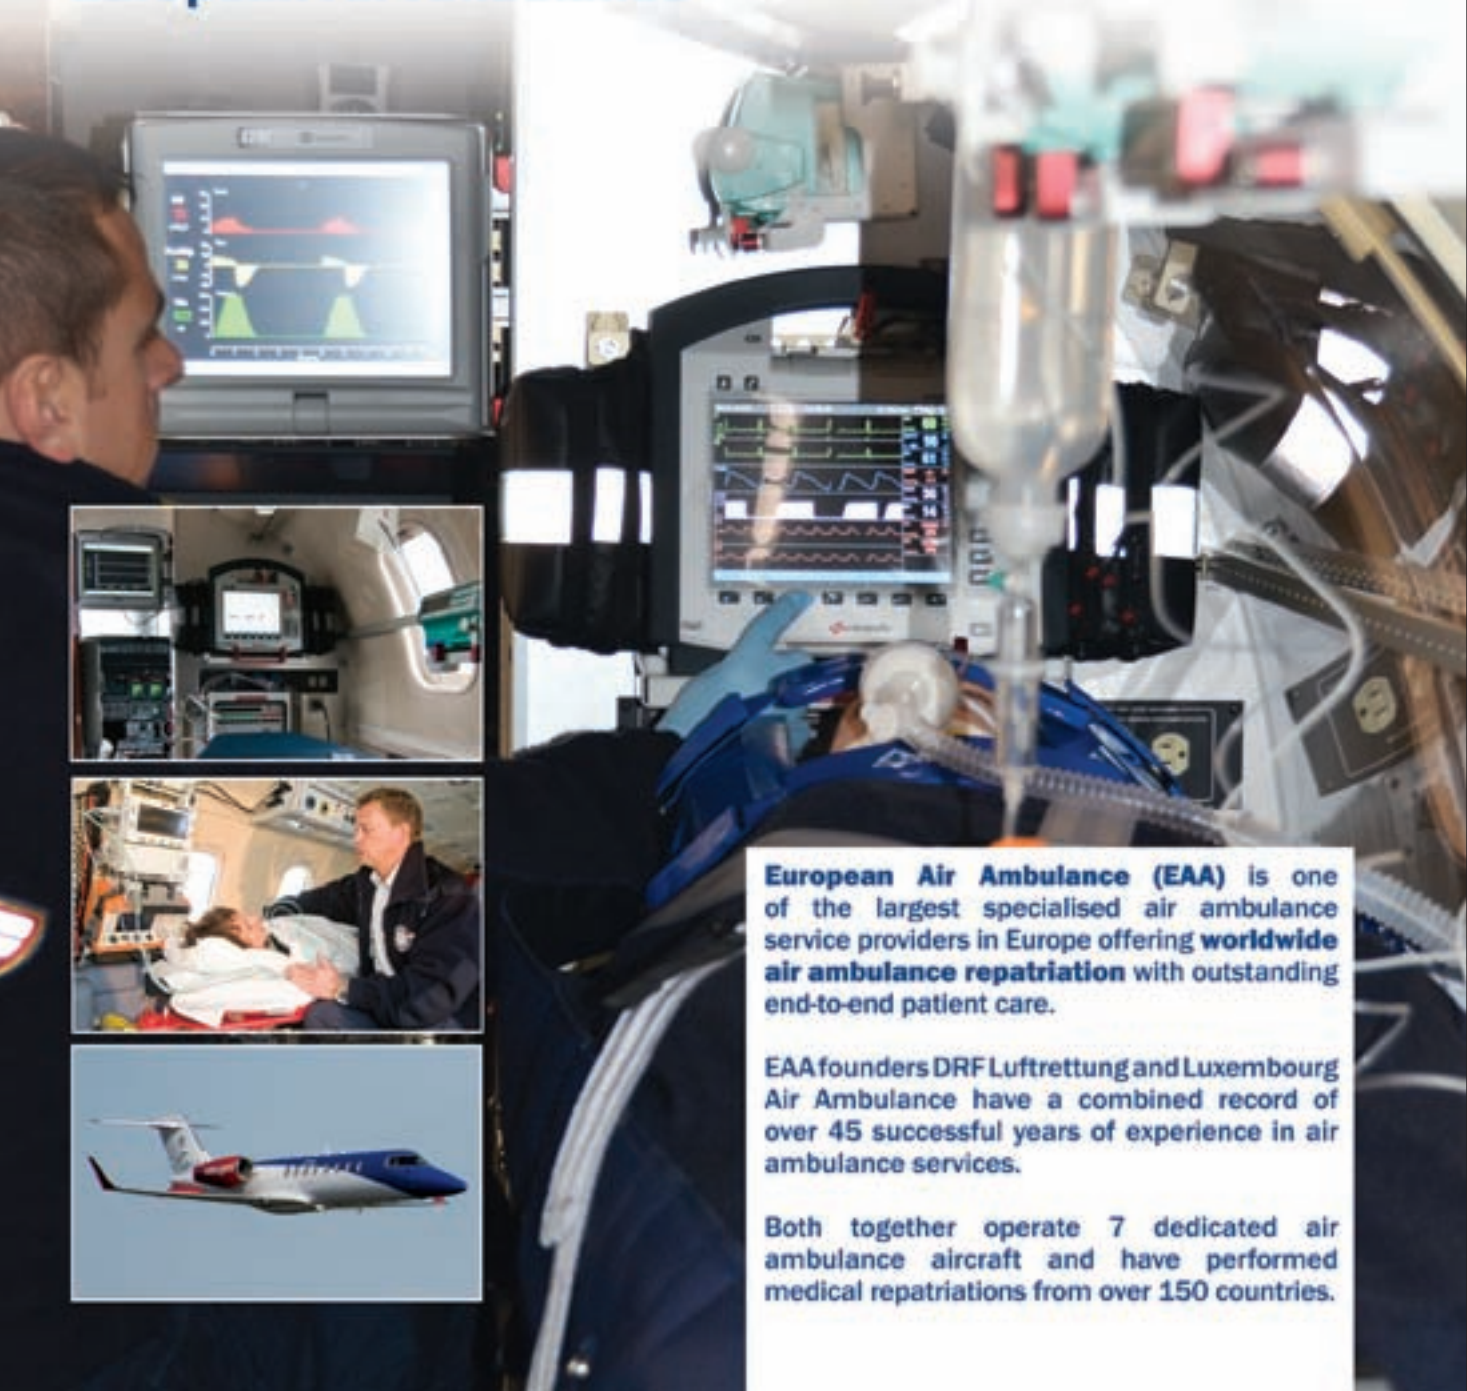 European Air Ambulance (EAA) is one
of the largest specialised air ambulance
service providers in Europe offering worldwide
air ambulance repatriation with outstanding
end-to-end patient care.
EAA founders DRF Luftrettung and Luxembourg
Air Ambulance have a combined record of
over 45 successful years of experience in air
ambulance services.
Both together operate 7 dedicated air
ambulance aircraft and have performed
medical repatriations from over 150 countries.